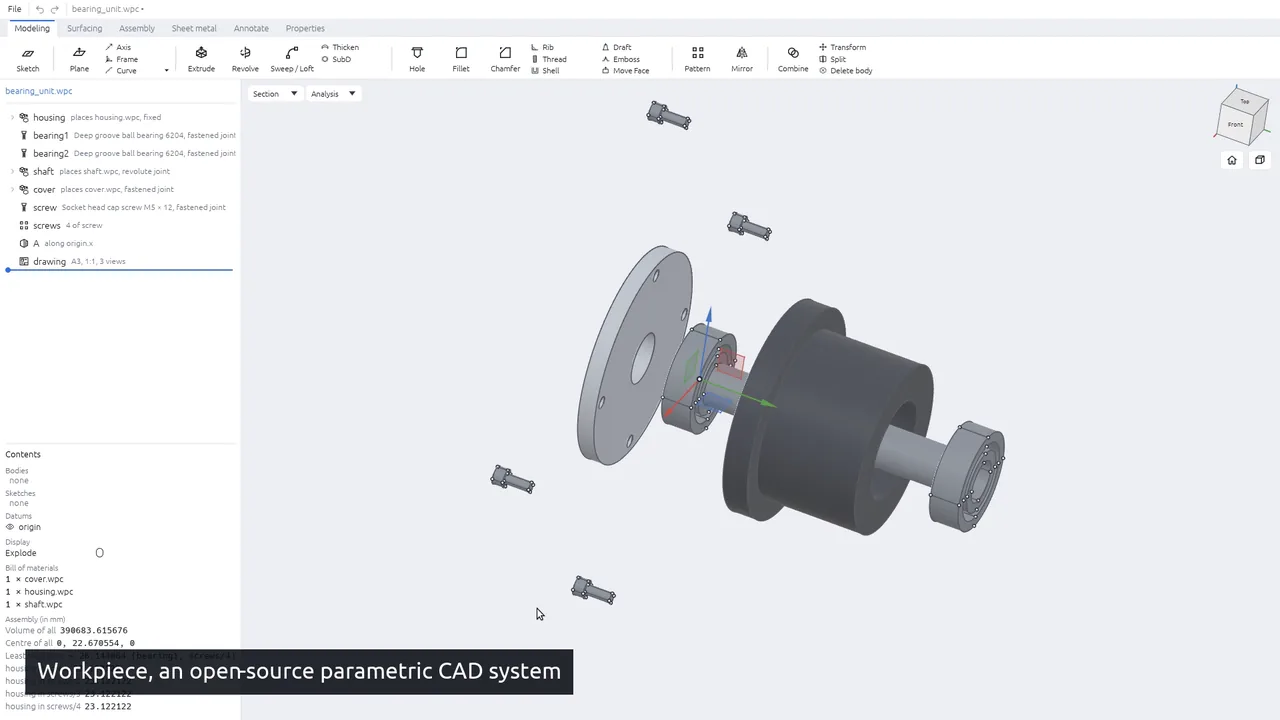 File bearing_unit.wpc
Modeling Surfacing Assembly Sheet metal Annotate Properties
Sketch Plane Axis Frame Curve Extrude Revolve Sweep / Loft Thicken SubD Hole Fillet Chamfer Rib Thread Shell Draft Emboss Move Face Pattern Mirror Combine Transform Split Delete body
bearing_unit.wpc
Section Analysis
Top
Front
housing places housing.wpc, fixed
bearing1 Deep groove ball bearing 6204, fastened joint
bearing2 Deep groove ball bearing 6204, fastened joint
shaft places shaft.wpc, revolute joint
cover places cover.wpc, fastened joint
screw Socket head cap screw M5 × 12, fastened joint
screws 4 of screw
A along origin.x
drawing A3, 1:1, 3 views
Contents
Bodies
none
Sketches
none
Datums
origin
Display
Explode
Bill of materials
1 × cover.wpc
1 × housing.wpc
1 × shaft.wpc
Assembly (in mm)
Volume of all 390683.615676
Centre of all 0, 22.670554, 0
Workpiece, an open-source parametric CAD system
housing in screws/4 23.122122